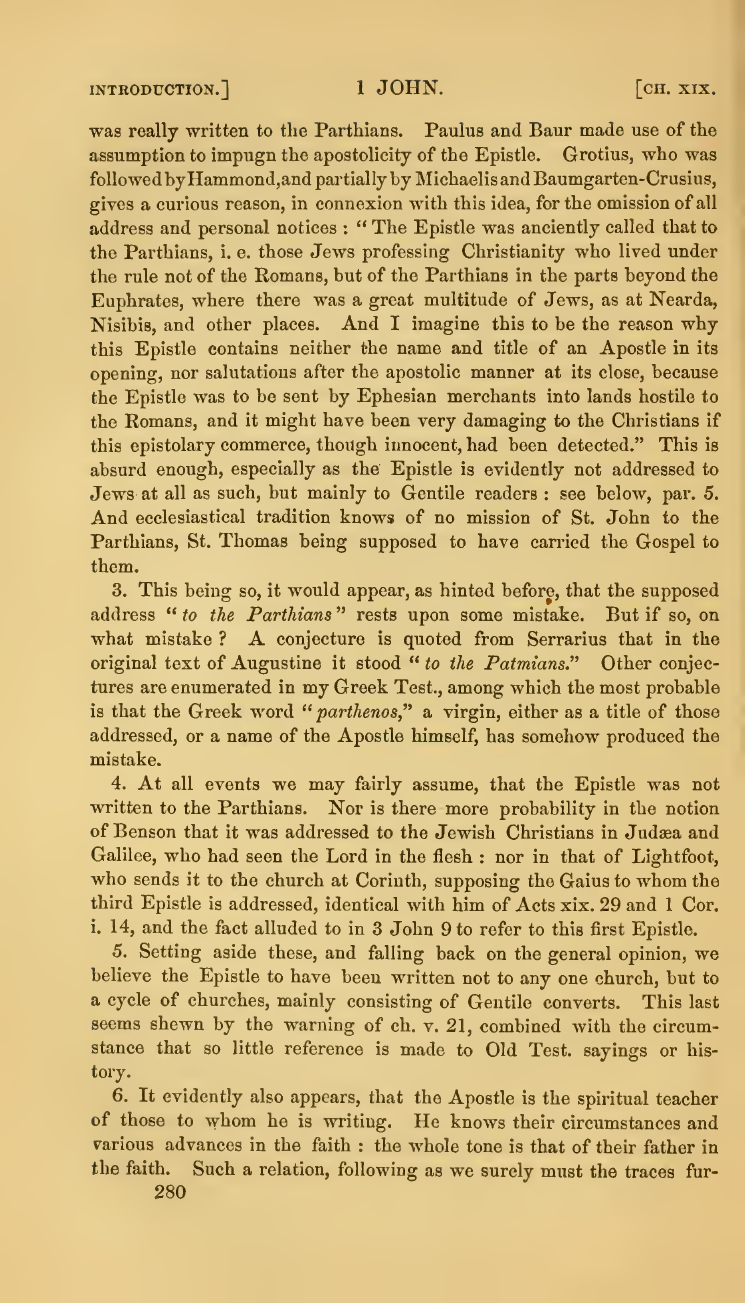 INTRODUCTION.] 1 JOHN. [CH. XIX.
was really written to the Parthians. Paulus and Baur made use of the
assumption to impugn the apostolicity of the Epistle. Grotius, who was
followed by Hammond, and partially by Michaelis and Baumgarten-Crusius,
gives a curious reason, in connexion with this idea, for the omission of all
address and personal notices : “ The Epistle was anciently called that to
the Parthians, i. e. those Jews professing Christianity who lived under
the rule not of the Romans, but of the Parthians in the parts beyond the
Euphrates, where there was a great multitude of Jews, as at Nearda,
Nisibis, and other places. And I imagine this to be the reason why
this Epistle contains neither the name and title of an Apostle in its
opening, nor salutations after the apostolic manner at its close, because
the Epistle was to be sent by Ephesian merchants into lands hostile to
the Romans, and it might have been very damaging to the Christians if
this epistolary commerce, though innocent, had been detected.” This is
absurd enough, especially as the Epistle is evidently not addressed to
Jews at all as such, but mainly to Gentile readers : see below, par. 5.
And ecclesiastical tradition knows of no mission of St. John to the
Parthians, St. Thomas being supposed to have carried the Gospel to
them.
3. This being so, it would appear, as hinted before, that the supposed
address “ to the Parthians ” rests upon some mistake. But if so, on
what mistake ? A conjecture is quoted from Serrarius that in the
original text of Augustine it stood “ to the Patmians.” Other conjec-
tures are enumerated in my Greek Test., among which the most probable
is that the Greek word “ parthenos,” a virgin, either as a title of those
addressed, or a name of the Apostle himself, has somehow produced the
mistake.
4. At all events we may fairly assume, that the Epistle was not
written to the Parthians. Nor is there more probability in the notion
of Benson that it was addressed to the Jewish Christians in Judæa and
Galilee, who had seen the Lord in the flesh : nor in that of Lightfoot,
who sends it to the church at Corinth, supposing the Gaius to whom the
third Epistle is addressed, identical with him of Acts xix. 29 and 1 Cor.
i. 14, and the fact alluded to in 3 John 9 to refer to this first Epistle.
5. Setting aside these, and falling back on the general opinion, we
believe the Epistle to have been written not to any one church, but to
a cycle of churches, mainly consisting of Gentile converts. This last
seems shewn by the warning of ch. v. 21, combined with the circum-
stance that so little reference is made to Old Test. sayings or his-
tory.
6. It evidently also appears, that the Apostle is the spiritual teacher
of those to whom he is writing. He knows their circumstances and
various advances in the faith : the whole tone is that of their father in
the faith. Such a relation, following as we surely must the traces fur-
280